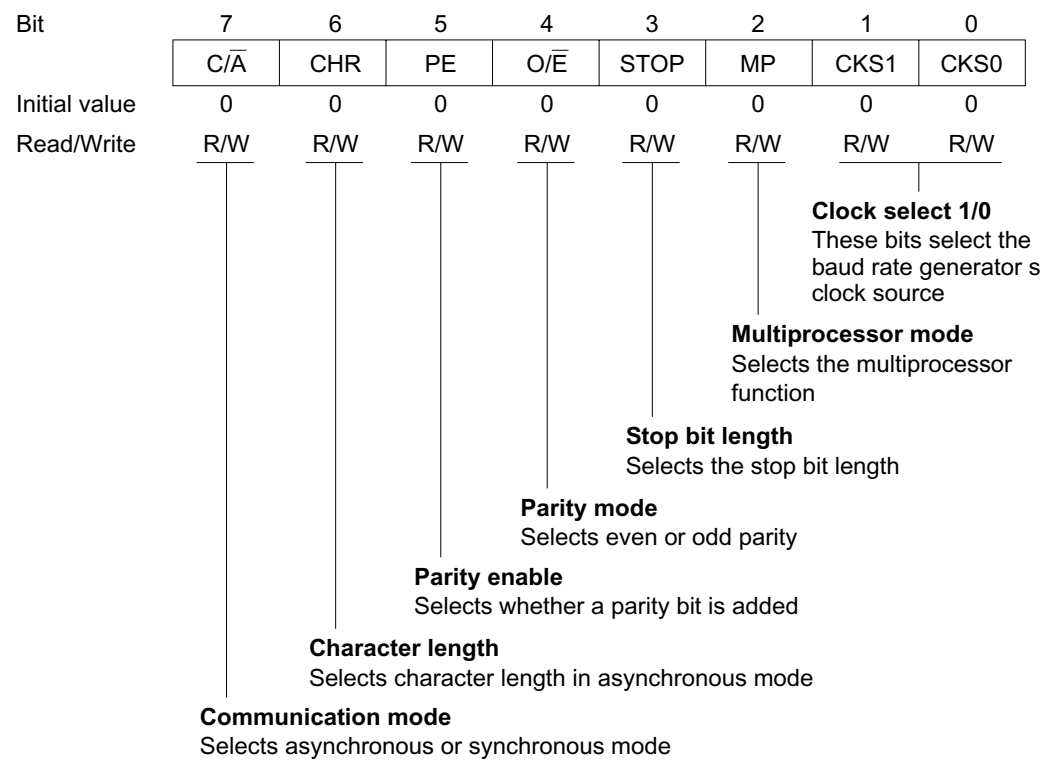 Bit 7 6 5 4 3 2 1 0
C/A̅ CHR PE O/E̅ STOP MP CKS1 CKS0
Initial value 0 0 0 0 0 0 0 0
Read/Write R/W R/W R/W R/W R/W R/W R/W R/W
Clock select 1/0
These bits select the
baud rate generator s
clock source
Multiprocessor mode
Selects the multiprocessor
function
Stop bit length
Selects the stop bit length
Parity mode
Selects even or odd parity
Parity enable
Selects whether a parity bit is added
Character length
Selects character length in asynchronous mode
Communication mode
Selects asynchronous or synchronous mode